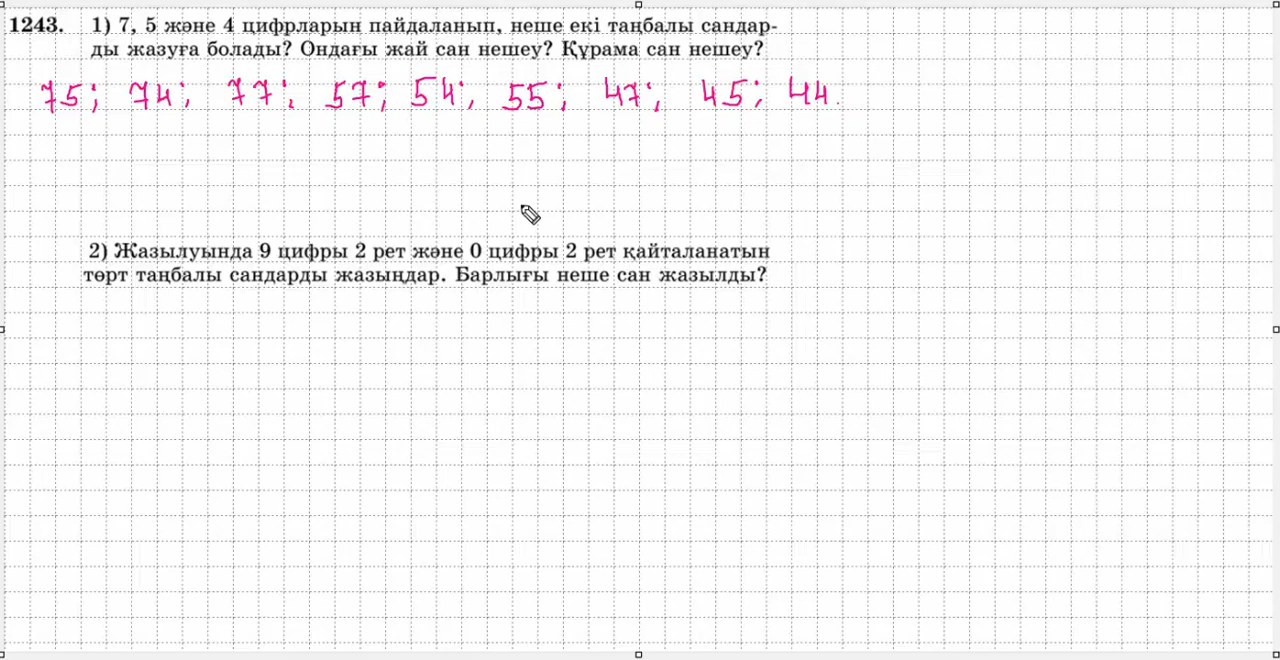 1243. 1) 7, 5 және 4 цифрларын пайдаланып, неше екі таңбалы сандар-
ды жазуға болады? Ондағы жай сан нешеу? Құрама сан нешеу?
75; 74; 77; 57; 54; 55; 47; 45; 44.
2) Жазылуында 9 цифры 2 рет және 0 цифры 2 рет қайталанатын
төрт таңбалы сандарды жазыңдар. Барлығы неше сан жазылды?